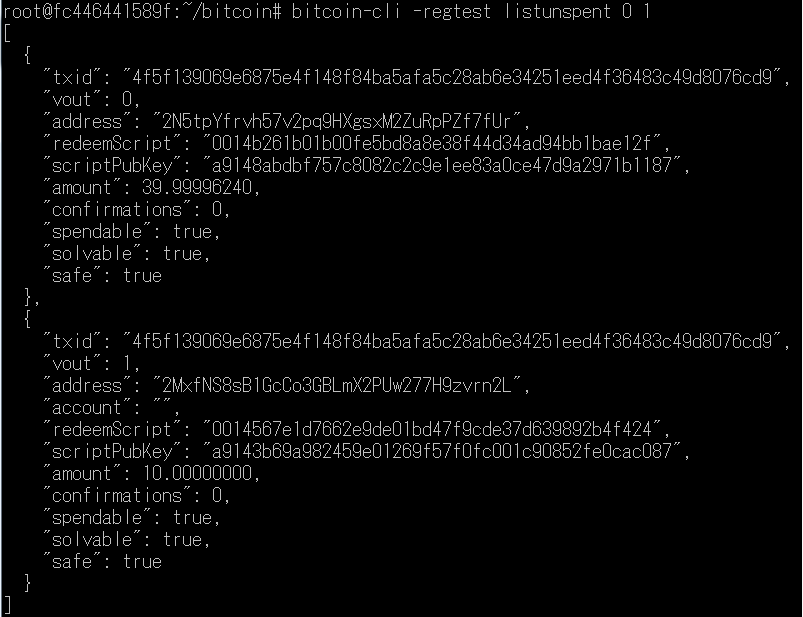 root@fc446441589f:~/bitcoin# bitcoin-cli -regtest listunspent 0 1
[
  {
    "txid": "4f5f139069e6875e4f148f84ba5afa5c28ab6e34251eed4f36483c49d8076cd9",
    "vout": 0,
    "address": "2N5tpYfrvh57v2pq9HXgsxM2ZuRpPZf7fUr",
    "redeemScript": "0014b261b01b00fe5bd8a8e38f44d34ad94bb1bae12f",
    "scriptPubKey": "a9148abdbf757c8082c2c9e1ee83a0ce47d9a2971b1187",
    "amount": 39.99996240,
    "confirmations": 0,
    "spendable": true,
    "solvable": true,
    "safe": true
  },
  {
    "txid": "4f5f139069e6875e4f148f84ba5afa5c28ab6e34251eed4f36483c49d8076cd9",
    "vout": 1,
    "address": "2MxfNS8sB1GcCo3GBLmX2PUw277H9zvrn2L",
    "account": "",
    "redeemScript": "0014567e1d7662e9de01bd47f9cde37d639892b4f424",
    "scriptPubKey": "a9143b69a982459e01269f57f0fc001c90852fe0cac087",
    "amount": 10.00000000,
    "confirmations": 0,
    "spendable": true,
    "solvable": true,
    "safe": true
  }
]